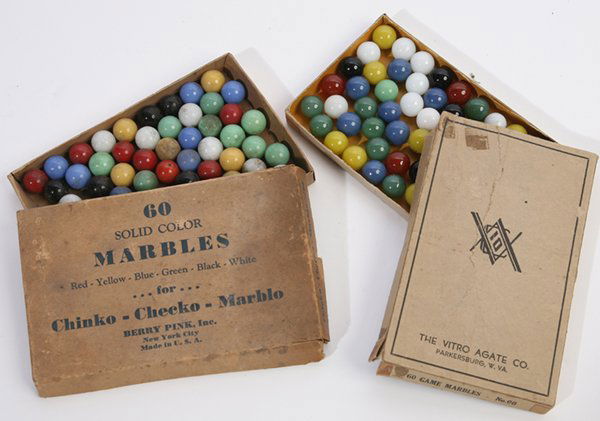 60
SOLID COLOR
MARBLES
Red - Yellow - Blue - Green - Black - White
. . . for . . .
Chinko - Checko - Marblo
BERRY PINK, Inc.
New York City
Made in U. S. A.
THE VITRO AGATE CO.
PARKERSBURG, W. VA.
60 GAME MARBLES - No.